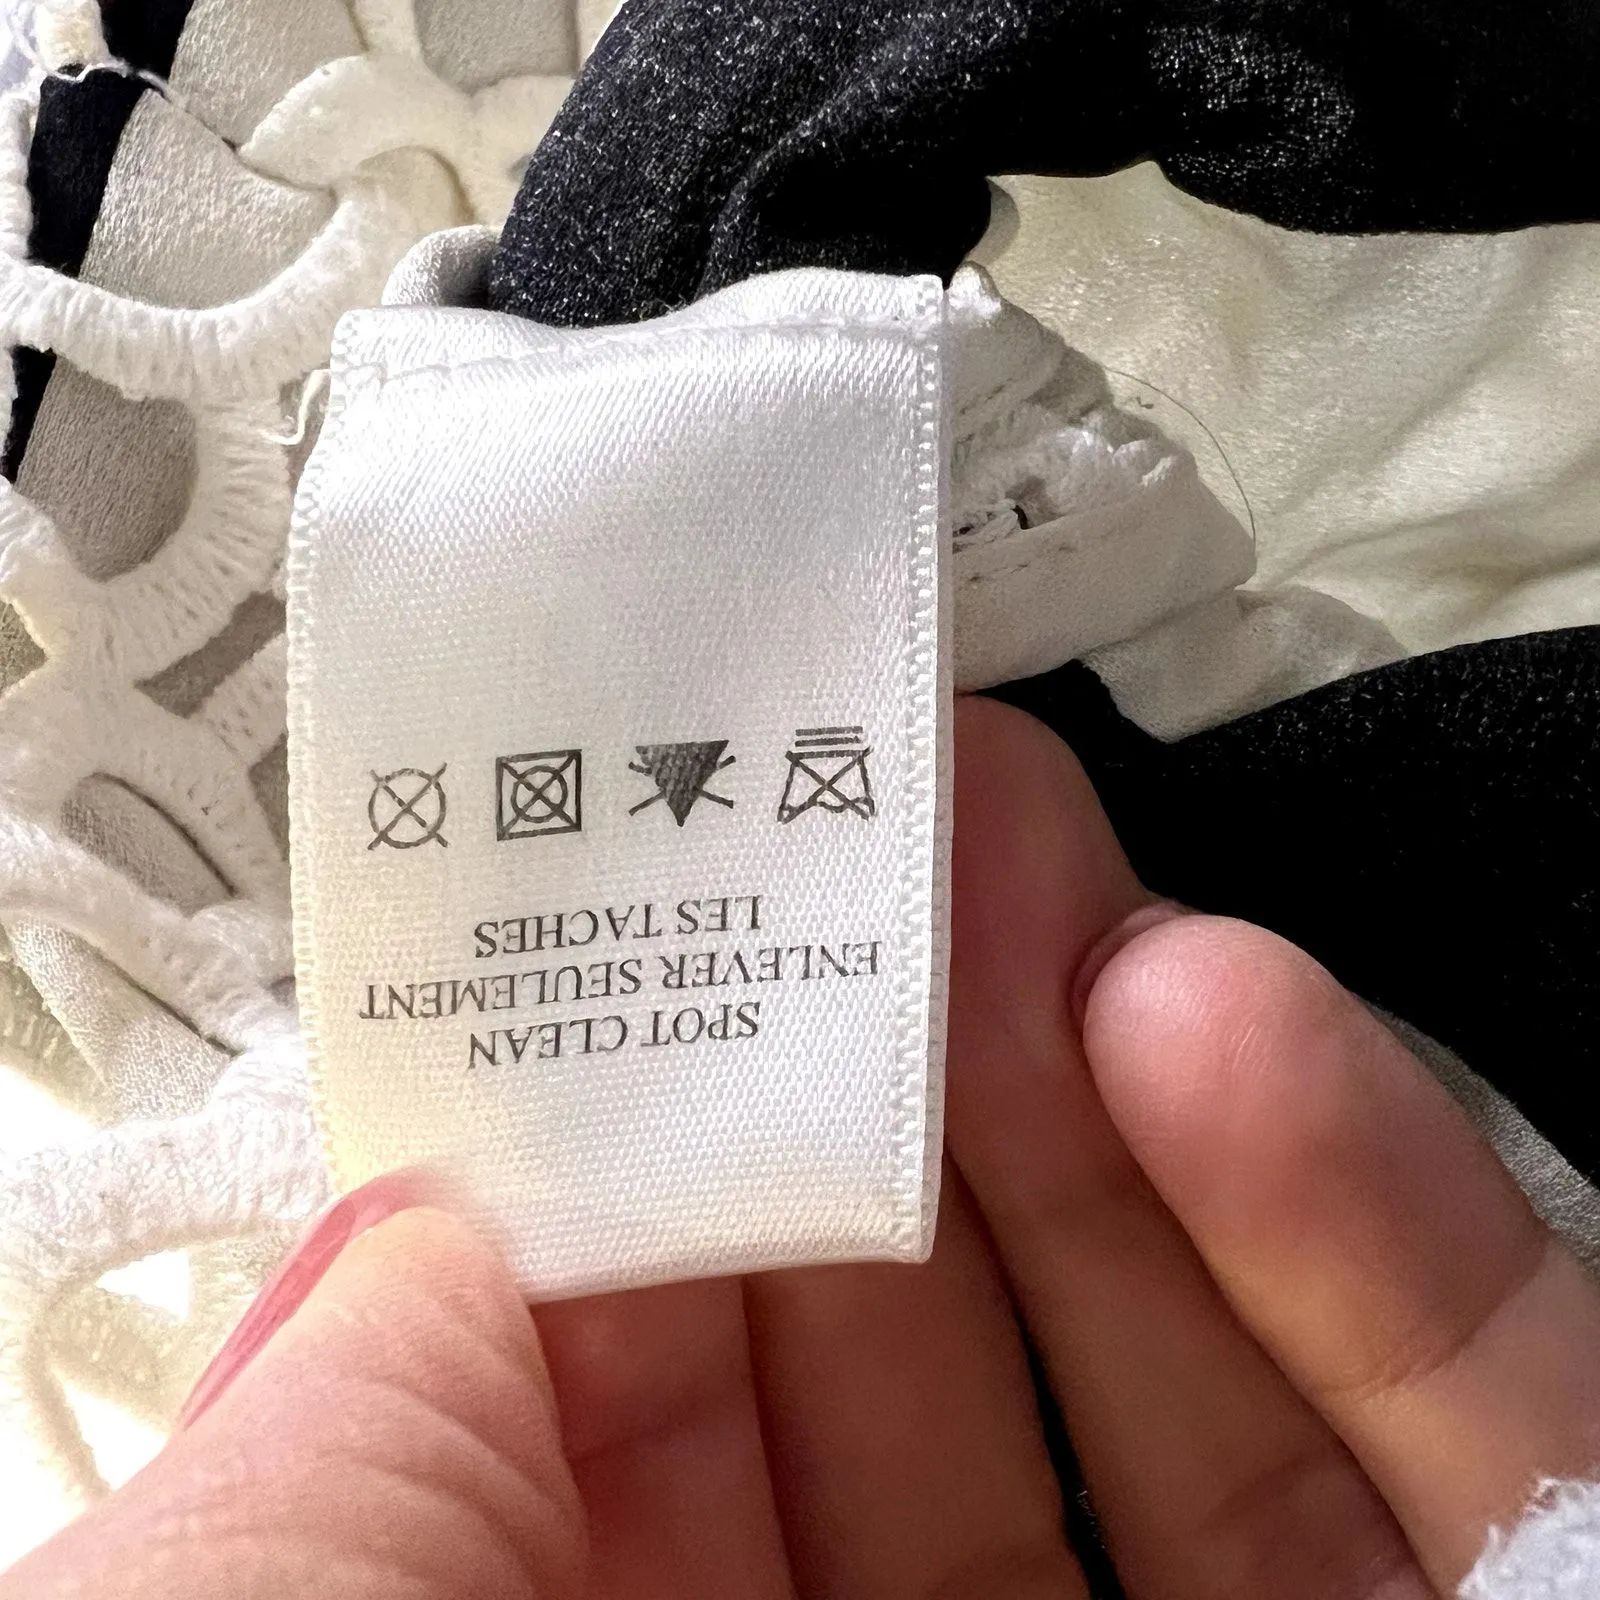 SPOT CLEAN
ENLEVER SEULEMENT
LES TACHES